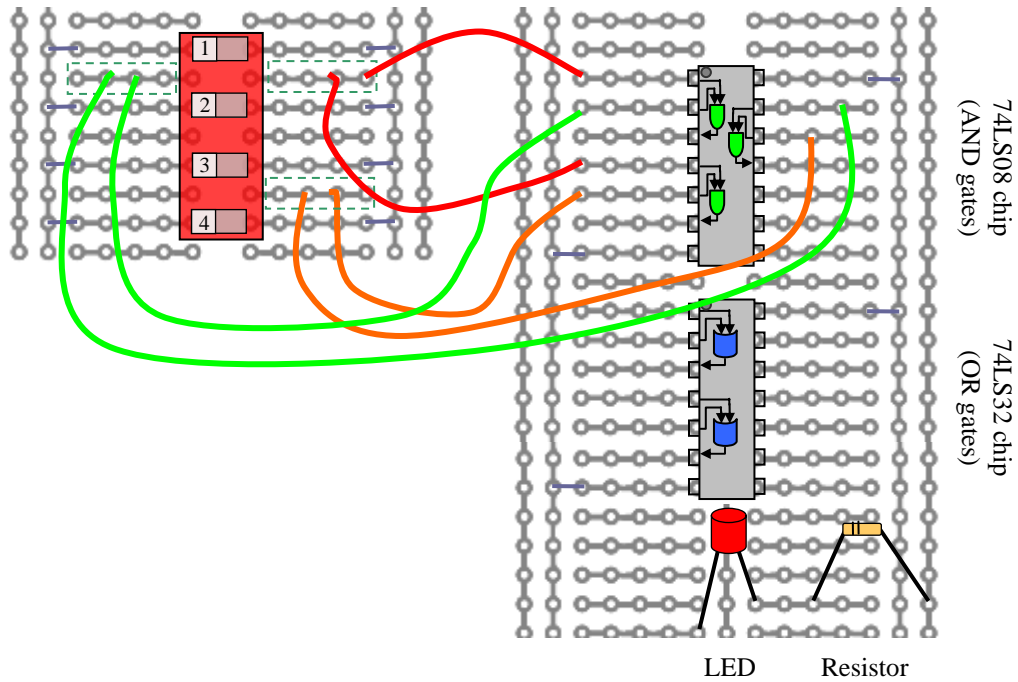 1
2
3
4
74LS08 chip
(AND gates)
74LS32 chip
(OR gates)
LED
Resistor